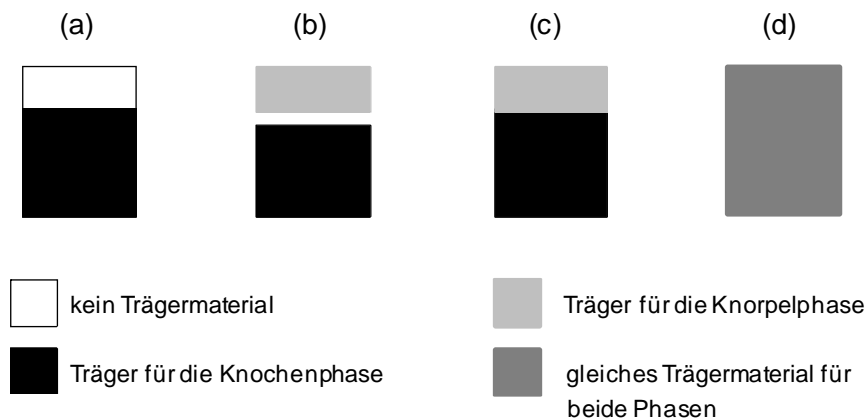 (a) (b) (c) (d)
kein Trägermaterial
Träger für die Knochenphase
Träger für die Knorpelphase
gleiches Trägermaterial für
beide Phasen